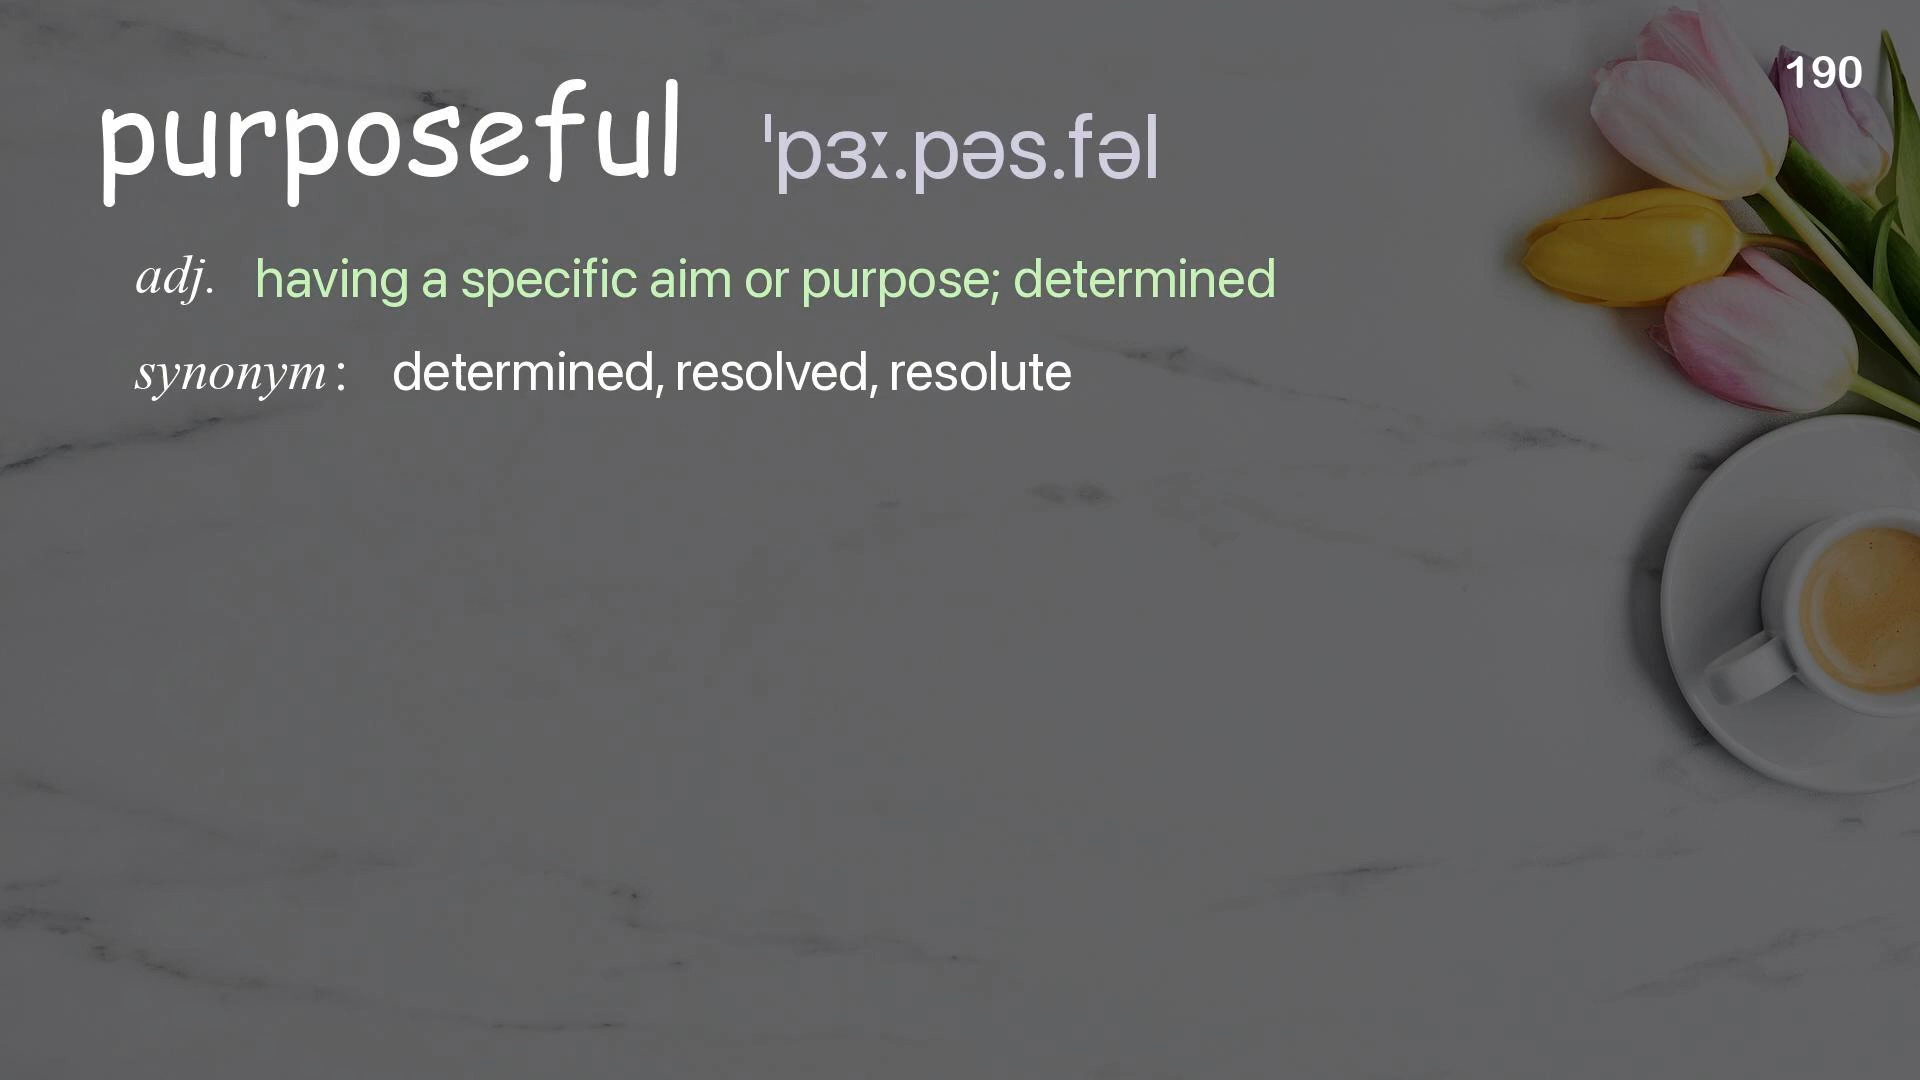 190
purposeful ˈpɜː.pəs.fəl
adj. having a specific aim or purpose; determined
synonym : determined, resolved, resolute